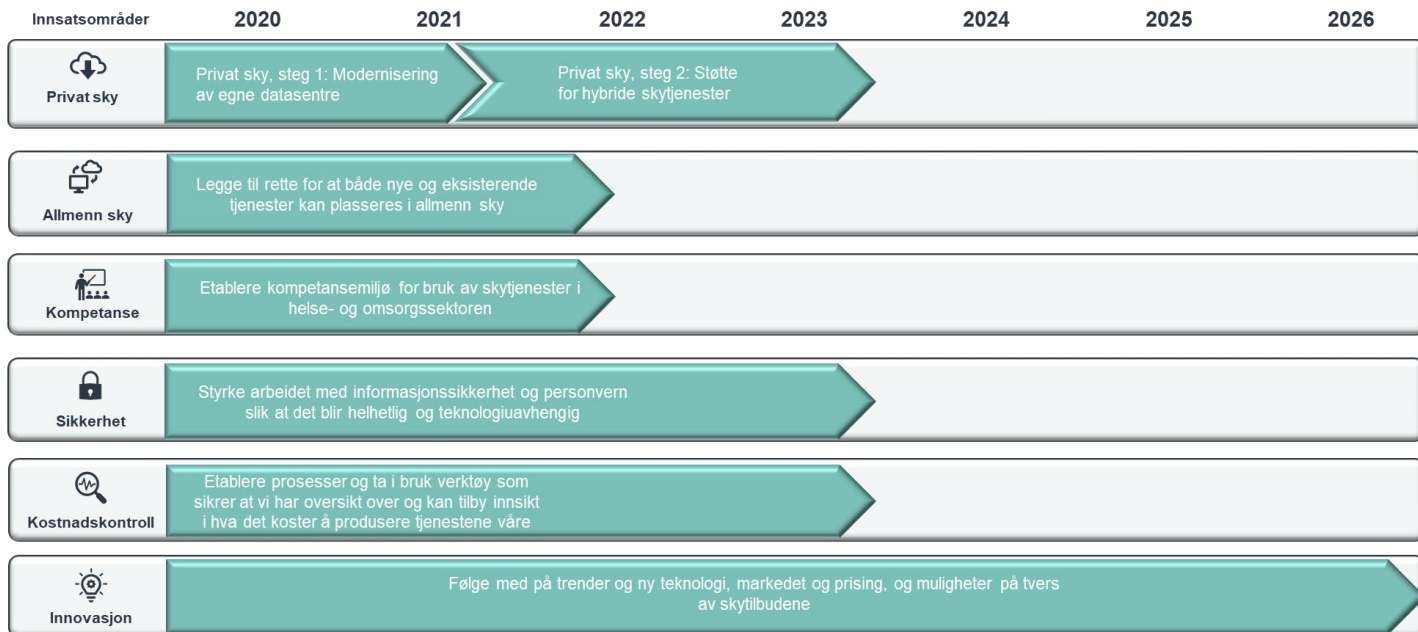 Innsatsområder 2020 2021 2022 2023 2024 2025 2026
Privat sky
Privat sky, steg 1: Modernisering
av egne datasentre
Privat sky, steg 2: Støtte
for hybride skytjenester
Allmenn sky
Legge til rette for at både nye og eksisterende
tjenester kan plasseres i allmenn sky
Kompetanse
Etablere kompetansemiljø for bruk av skytjenester i
helse- og omsorgssektoren
Sikkerhet
Styrke arbeidet med informasjonssikkerhet og personvern
slik at det blir helhetlig og teknologiuavhengig
Kostnadskontroll
Etablere prosesser og ta i bruk verktøy som
sikrer at vi har oversikt over og kan tilby innsikt
i hva det koster å produsere tjenestene våre
Innovasjon
Følge med på trender og ny teknologi, markedet og prising, og muligheter på tvers
av skytilbudene